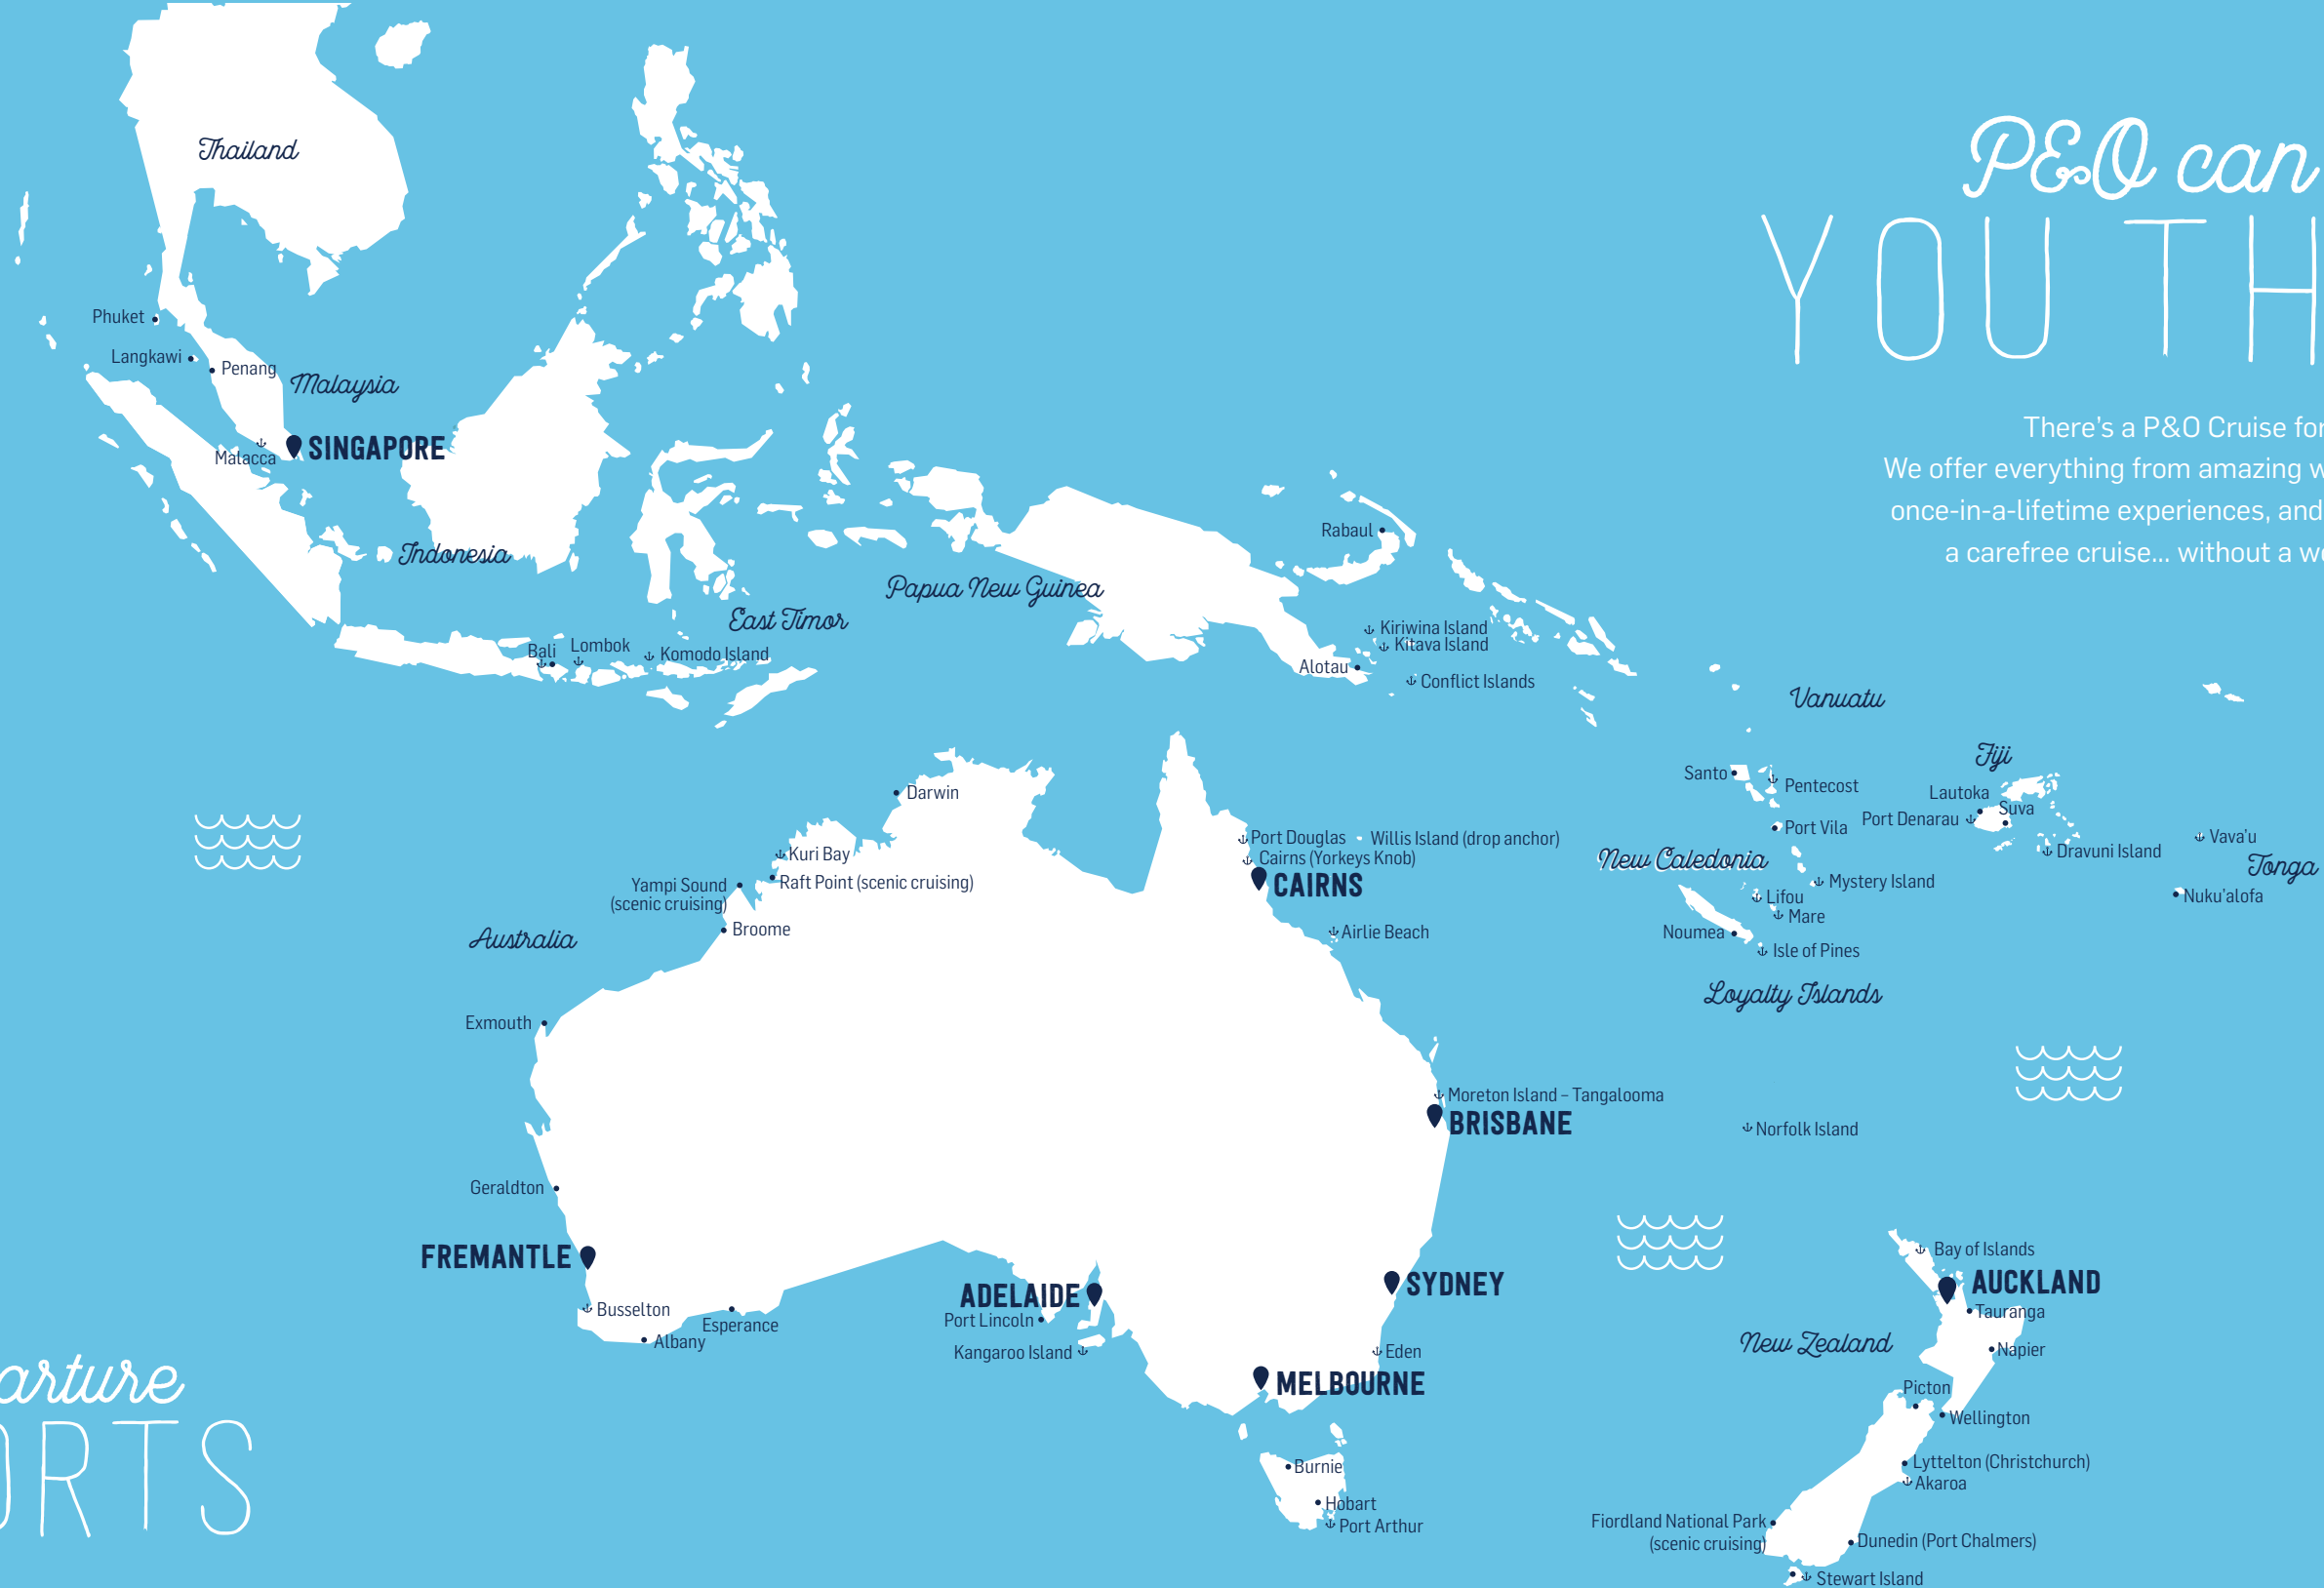 P&O can
YOU TH
There's a P&O Cruise for
We offer everything from amazing w
once-in-a-lifetime experiences, and
a carefree cruise... without a wo
Thailand
Phuket
Langkawi
Penang
Malaysia
SINGAPORE
Malacca
Indonesia
Rabaul
Papua New Guinea
East Timor
Bali
Lombok
Komodo Island
Kiriwina Island
Kitava Island
Alotau
Conflict Islands
Vanuatu
Fiji
Santo
Pentecost
Lautoka
Suva
Port Denarau
Port Vila
Dravuni Island
Vava'u
Tonga
Nuku'alofa
New Caledonia
Mystery Island
Lifou
Mare
Noumea
Isle of Pines
Loyalty Islands
Darwin
Kuri Bay
Raft Point (scenic cruising)
Yampi Sound
(scenic cruising)
Broome
Port Douglas
Willis Island (drop anchor)
Cairns (Yorkeys Knob)
CAIRNS
Airlie Beach
Australia
Exmouth
Moreton Island – Tangalooma
BRISBANE
Norfolk Island
Geraldton
FREMANTLE
Busselton
Albany
Esperance
ADELAIDE
Port Lincoln
Kangaroo Island
SYDNEY
Eden
MELBOURNE
Burnie
Hobart
Port Arthur
Bay of Islands
AUCKLAND
Tauranga
New Zealand
Napier
Picton
Wellington
Lyttelton (Christchurch)
Akaroa
Fiordland National Park
(scenic cruising)
Dunedin (Port Chalmers)
Stewart Island
arture
ORTS